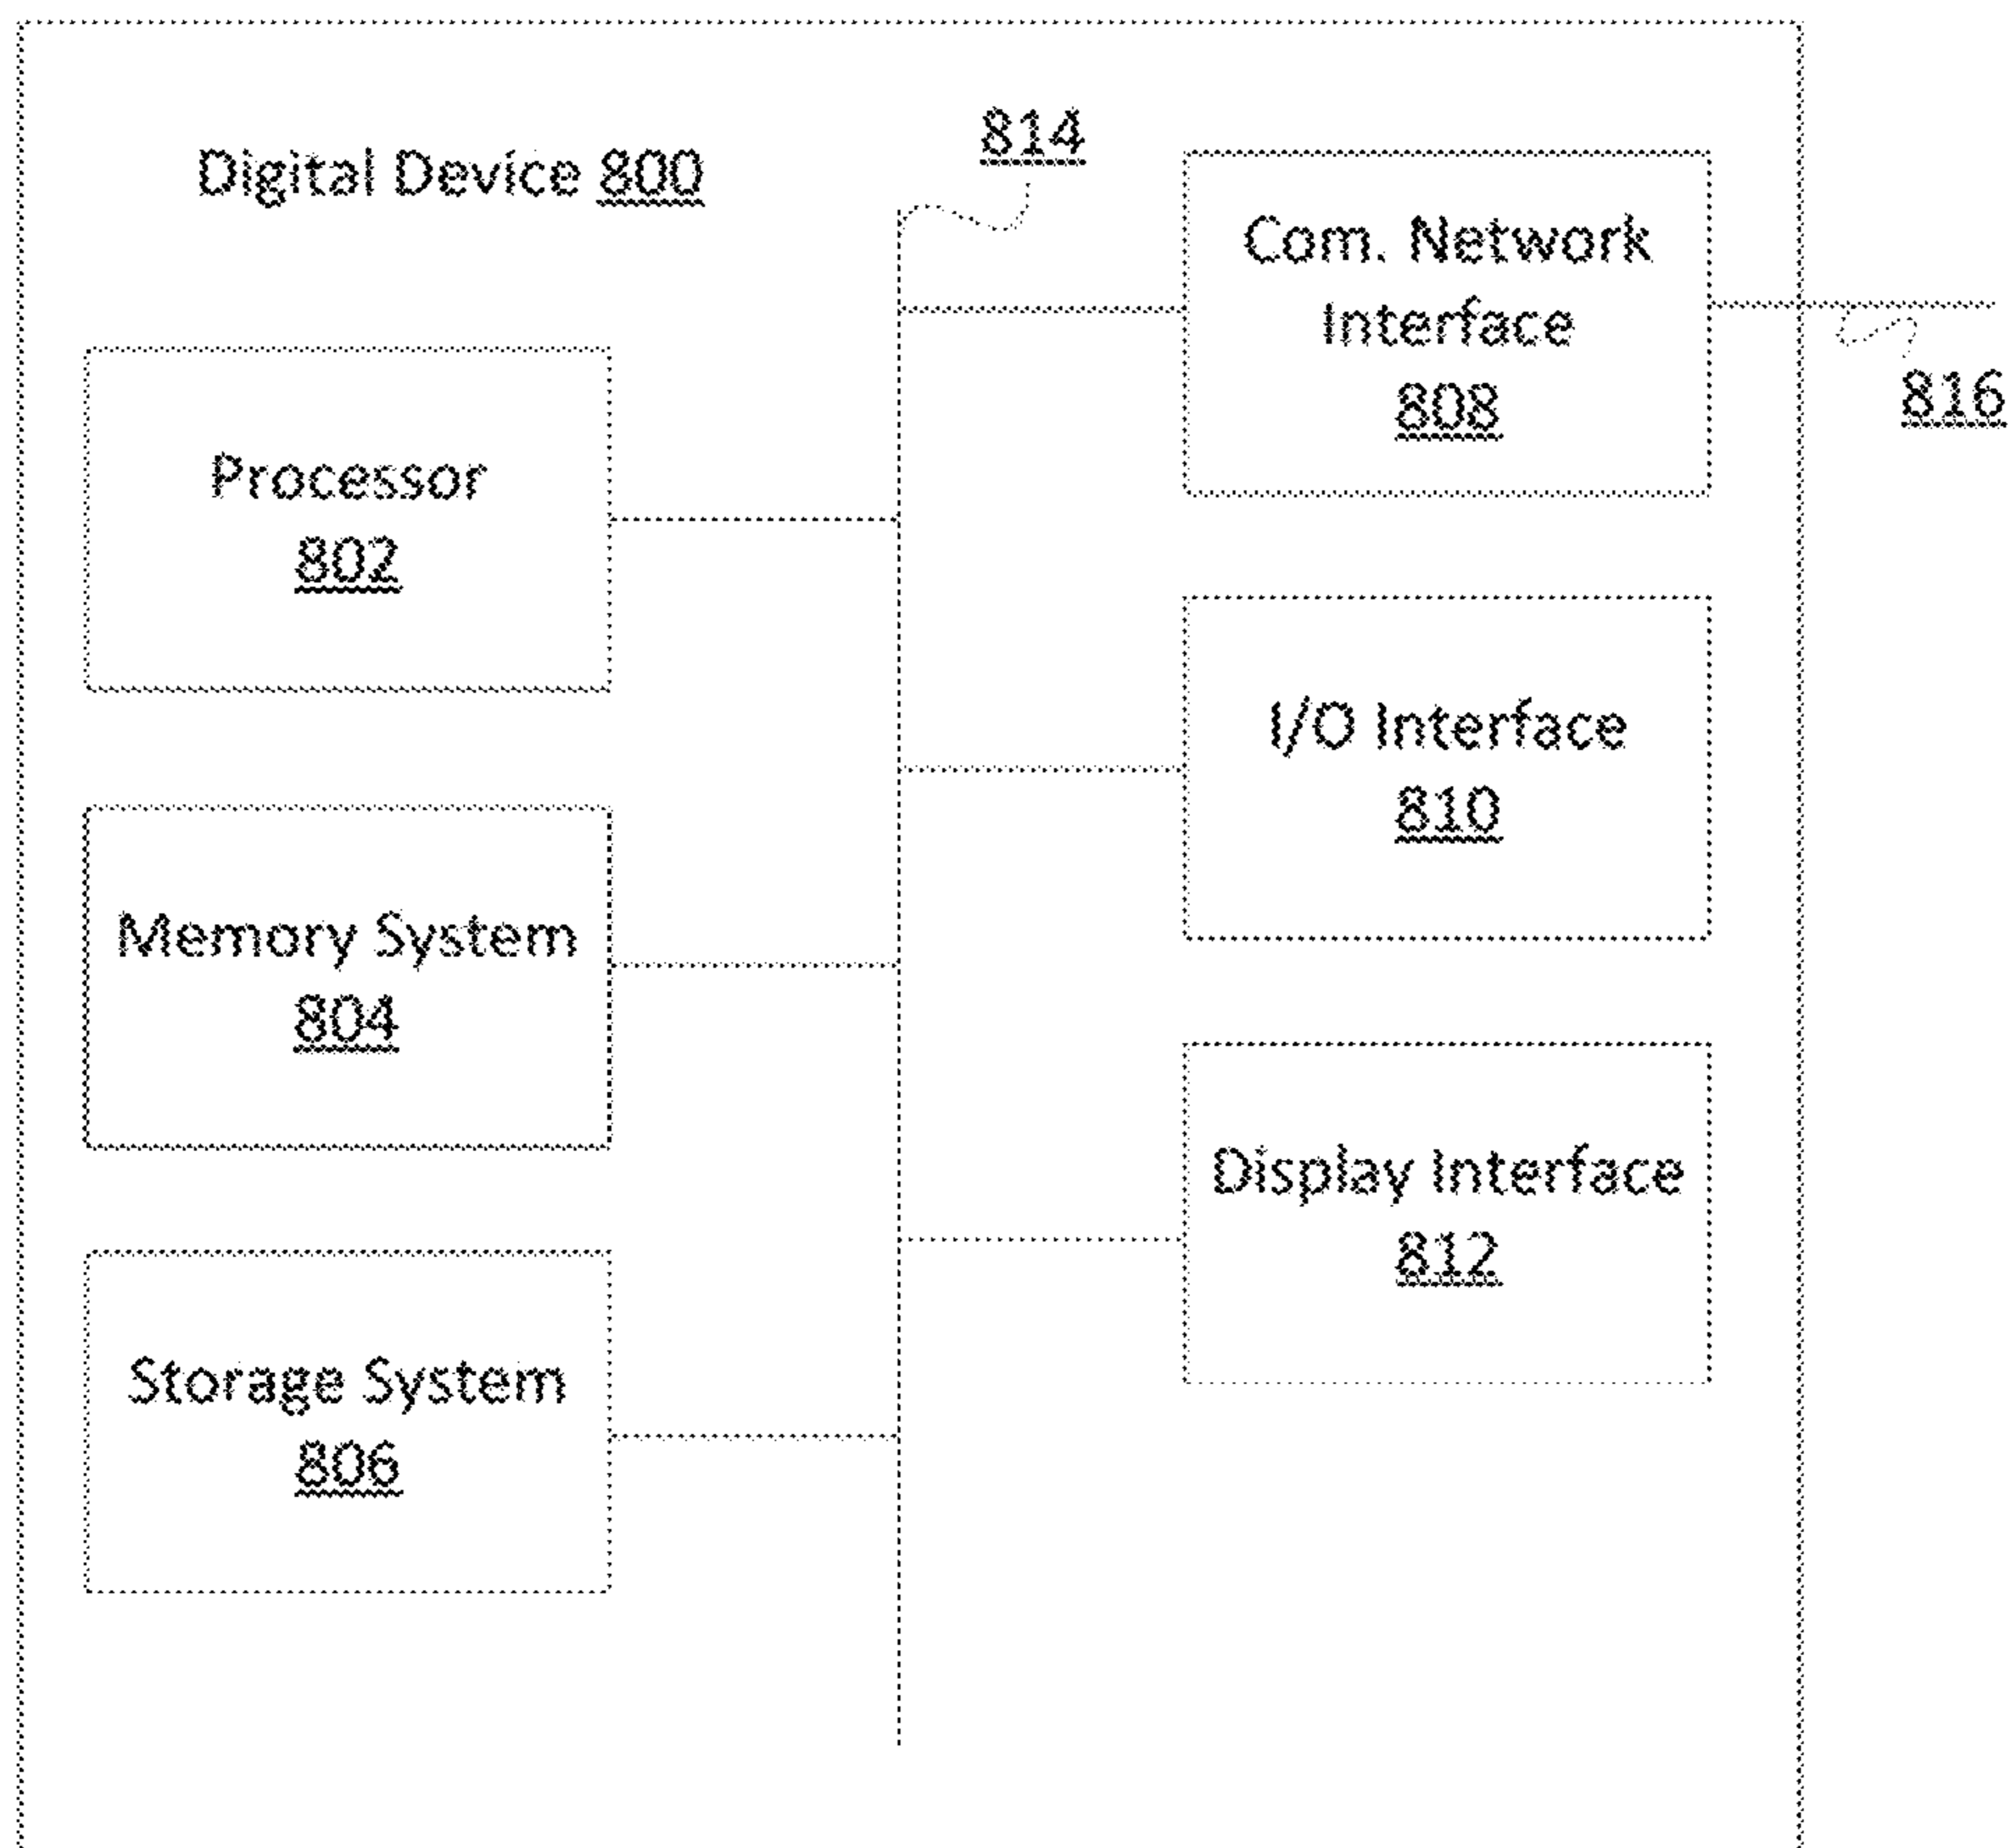 Digital Device 800
814
Com. Network
Interface
808
816
Processor
802
I/O Interface
810
Memory System
804
Display Interface
812
Storage System
806